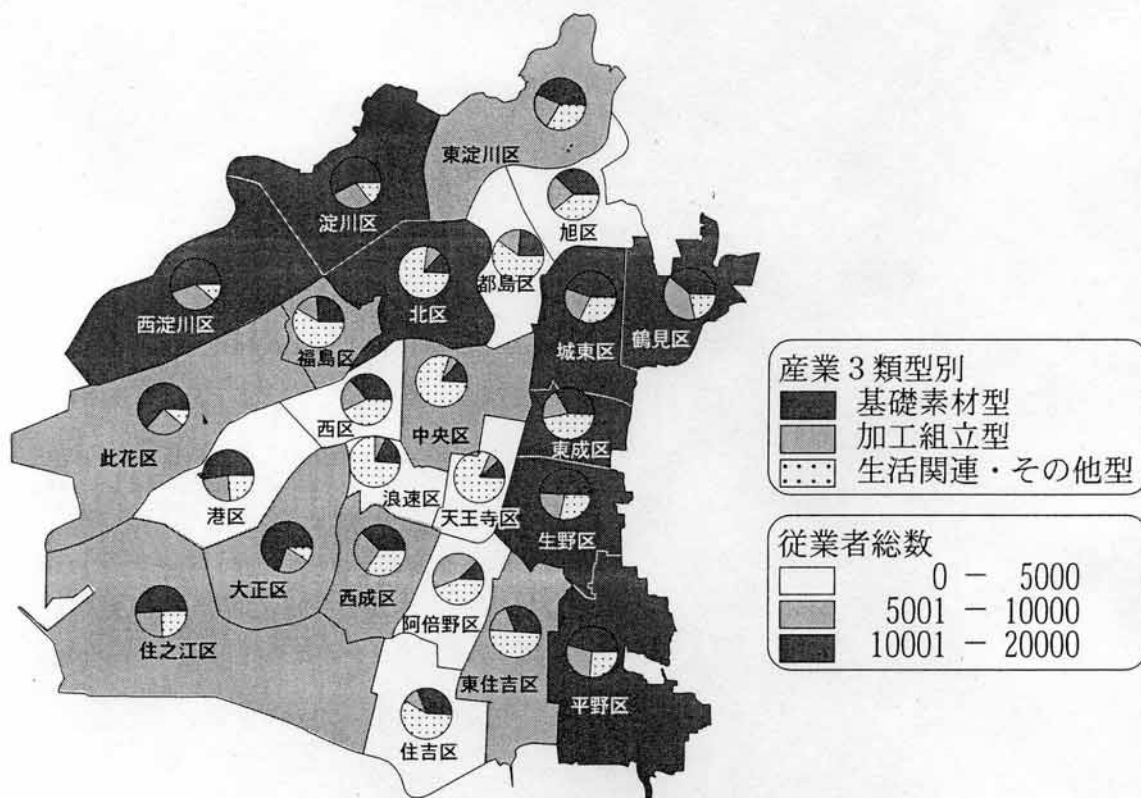 東淀川区
淀川区
旭区
都島区
北区
西淀川区
福島区
城東区
鶴見区
西区
中央区
東成区
此花区
浪速区
天王寺区
港区
生野区
大正区
西成区
阿倍野区
住之江区
東住吉区
平野区
住吉区
産業3類型別
基礎素材型
加工組立型
生活関連・その他型
従業者総数
0 － 5000
5001 － 10000
10001 － 20000